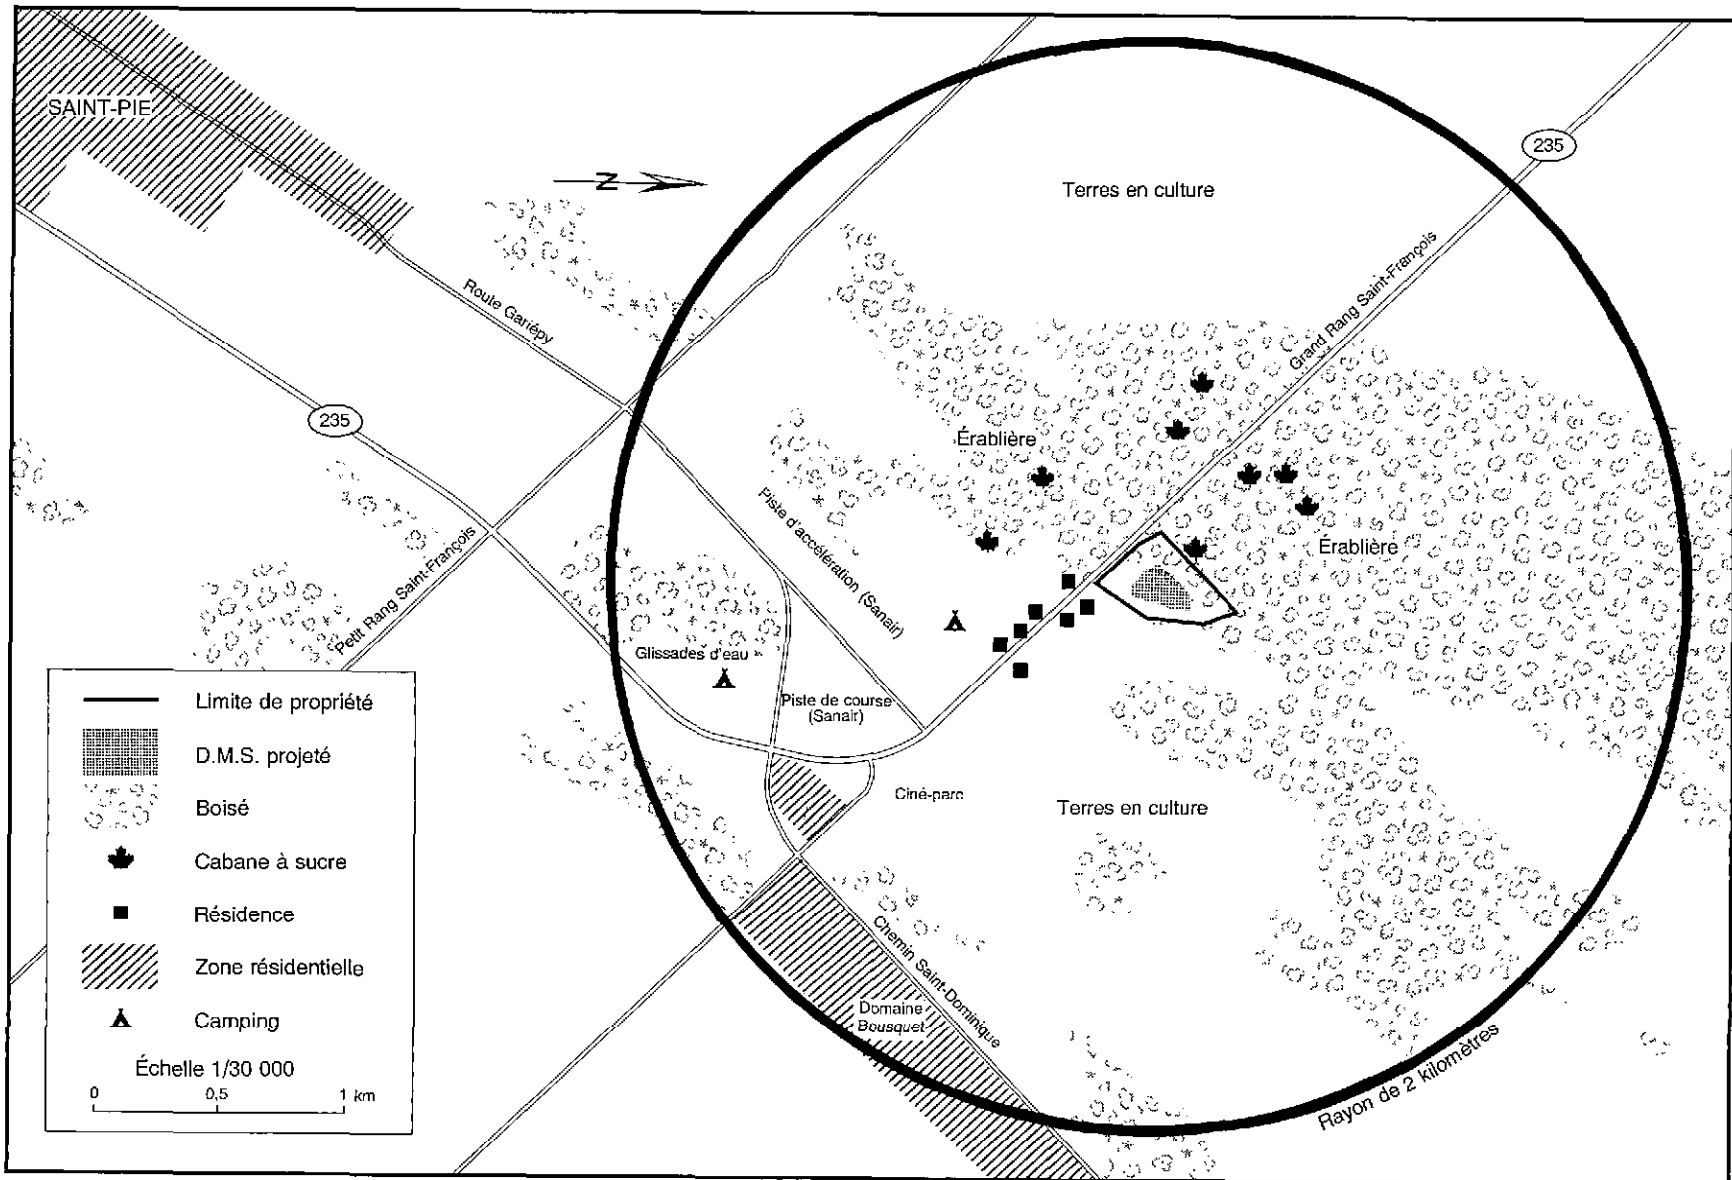 SAINT-PIE
N
235
Terres en culture
Grand Rang Saint-François
Route Gariépy
235
Érablière
Piste d'accélération (Sanair)
Érablière
Petit Rang Saint-François
Glissades d'eau
Piste de course
(Sanair)
Ciné-parc
Terres en culture
Chemin Saint-Dominique
Domaine
Bousquet
Rayon de 2 kilomètres
Limite de propriété
D.M.S. projeté
Boisé
Cabane à sucre
Résidence
Zone résidentielle
Camping
Échelle 1/30 000
0 0,5 1 km